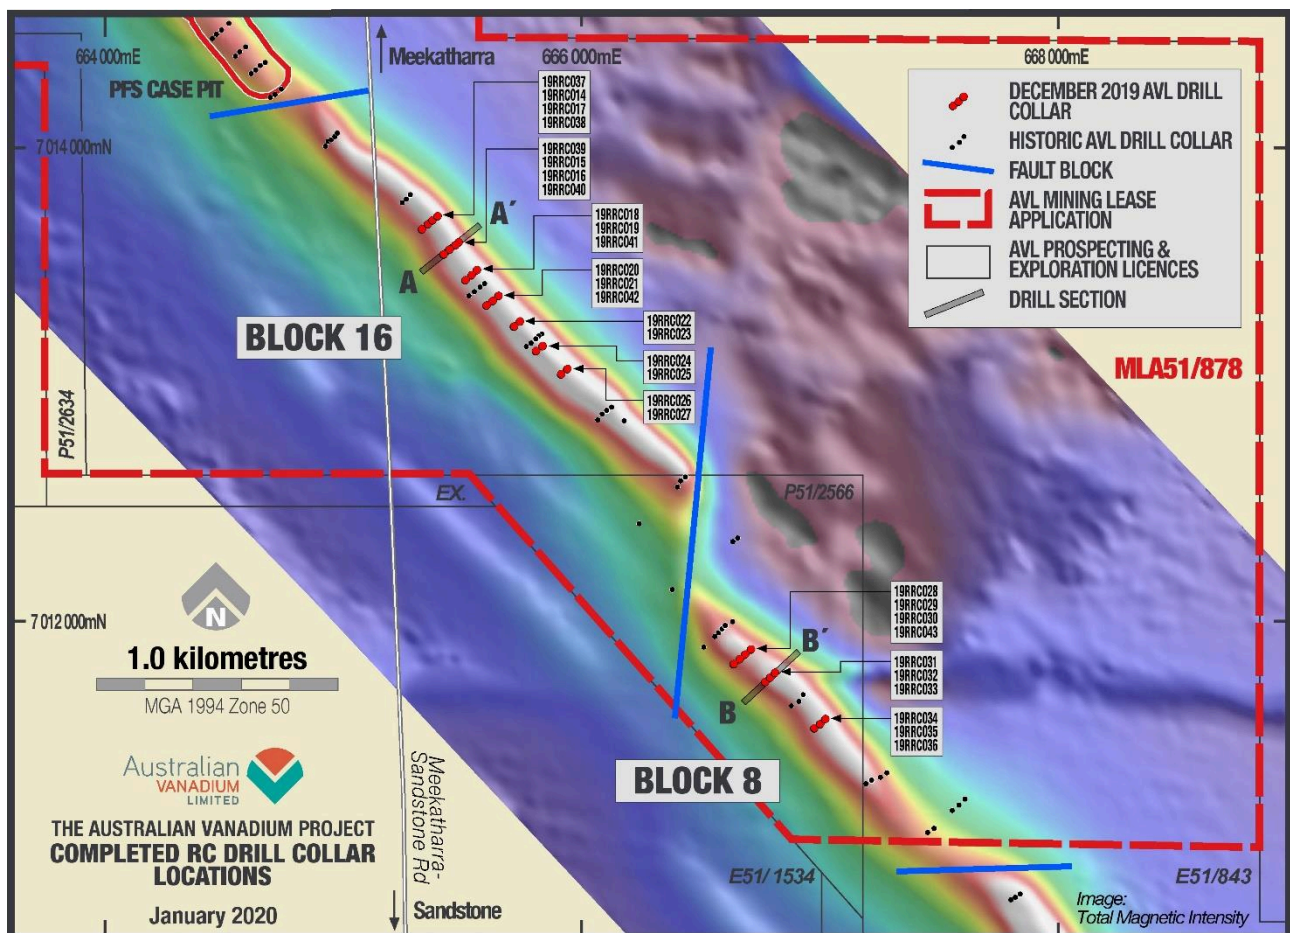 664 000mE
666 000mE
668 000mE
Meekatharra
PFS CASE PIT
7 014 000mN
19RRC037
19RRC014
19RRC017
19RRC038
19RRC039
19RRC015
19RRC016
19RRC040
A´
A
19RRC018
19RRC019
19RRC041
19RRC020
19RRC021
19RRC042
19RRC022
19RRC023
19RRC024
19RRC025
19RRC026
19RRC027
BLOCK 16
DECEMBER 2019 AVL DRILL
COLLAR
HISTORIC AVL DRILL COLLAR
FAULT BLOCK
AVL MINING LEASE
APPLICATION
AVL PROSPECTING &
EXPLORATION LICENCES
DRILL SECTION
MLA51/878
P51/2634
EX.
P51/2566
7 012 000mN
N
1.0 kilometres
MGA 1994 Zone 50
19RRC028
19RRC029
19RRC030
19RRC043
B´
B
19RRC031
19RRC032
19RRC033
19RRC034
19RRC035
19RRC036
BLOCK 8
Australian
VANADIUM
LIMITED
THE AUSTRALIAN VANADIUM PROJECT
COMPLETED RC DRILL COLLAR
LOCATIONS
January 2020
Meekatharra-
Sandstone Rd
Sandstone
E51/ 1534
E51/843
Image:
Total Magnetic Intensity